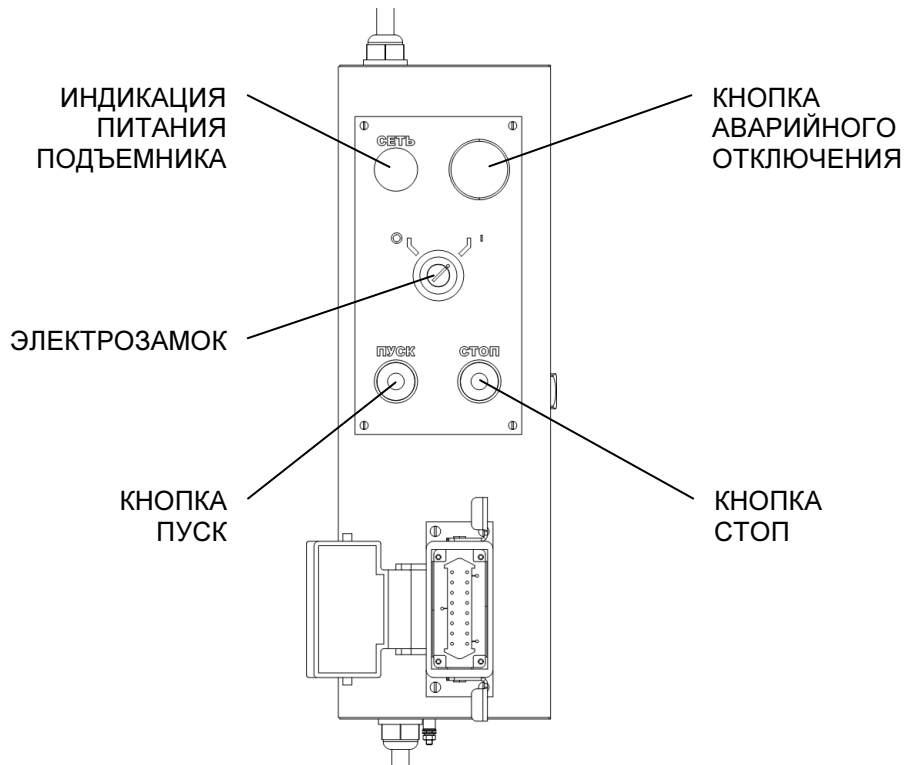 ИНДИКАЦИЯ
ПИТАНИЯ
ПОДЪЕМНИКА
КНОПКА
АВАРИЙНОГО
ОТКЛЮЧЕНИЯ
СЕТЬ
O I
ЭЛЕКТРОЗАМОК
ПУСК СТОП
КНОПКА
ПУСК
КНОПКА
СТОП